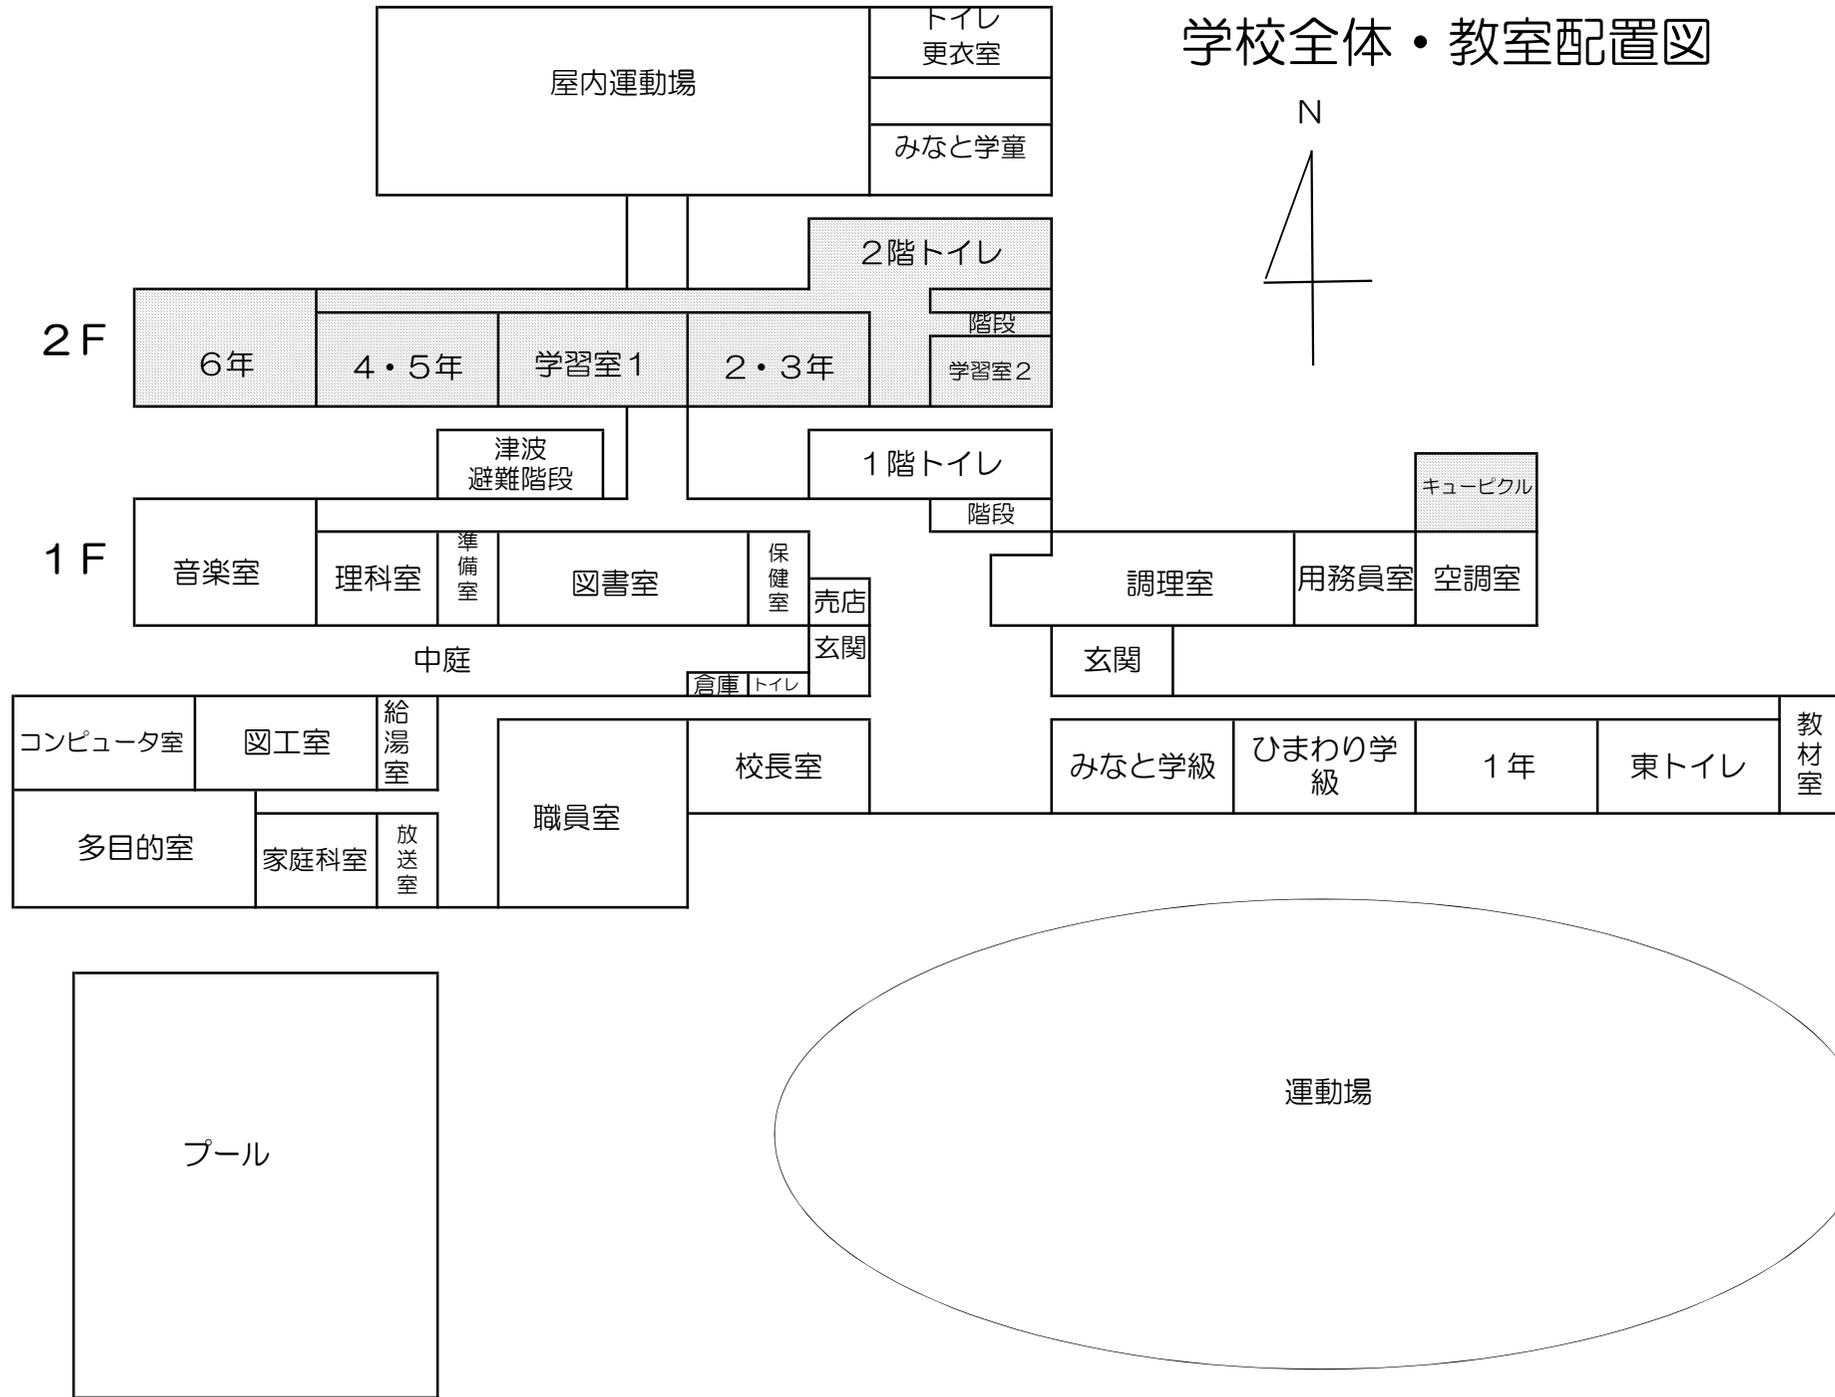 学校全体・教室配置図
N
トイレ
更衣室
屋内運動場
みなと学童
2階トイレ
2F
階段
6年
4・5年
学習室1
2・3年
学習室2
津波
避難階段
1階トイレ
キュービクル
階段
1F
音楽室
理科室
準備室
図書室
保健室
売店
調理室
用務員室
空調室
中庭
玄関
玄関
倉庫
トイレ
コンピュータ室
図工室
給湯室
校長室
みなと学級
ひまわり学
級
1年
東トイレ
教材室
職員室
多目的室
家庭科室
放送室
運動場
プール